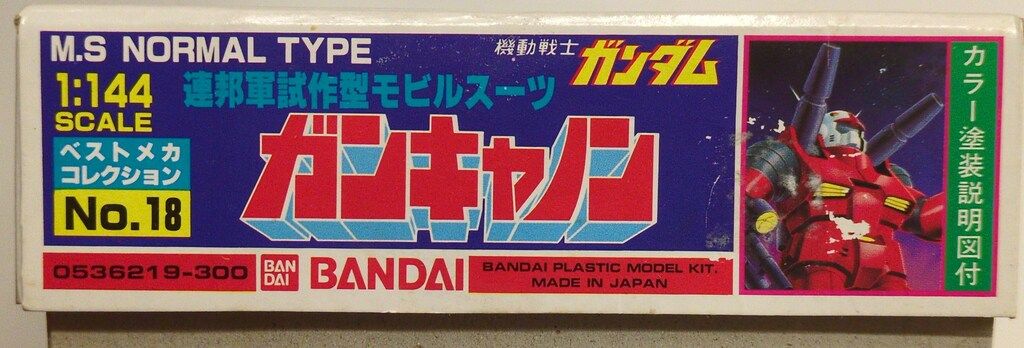 M.S NORMAL TYPE
機動戦士
ガンダム
1:144
SCALE
連邦軍試作型モビルスーツ
ガンキャノン
ベストメカ
コレクション
No.18
0536219-300
BAN
DAI
BANDAI
BANDAI PLASTIC MODEL KIT.
MADE IN JAPAN
カラー塗装説明図付